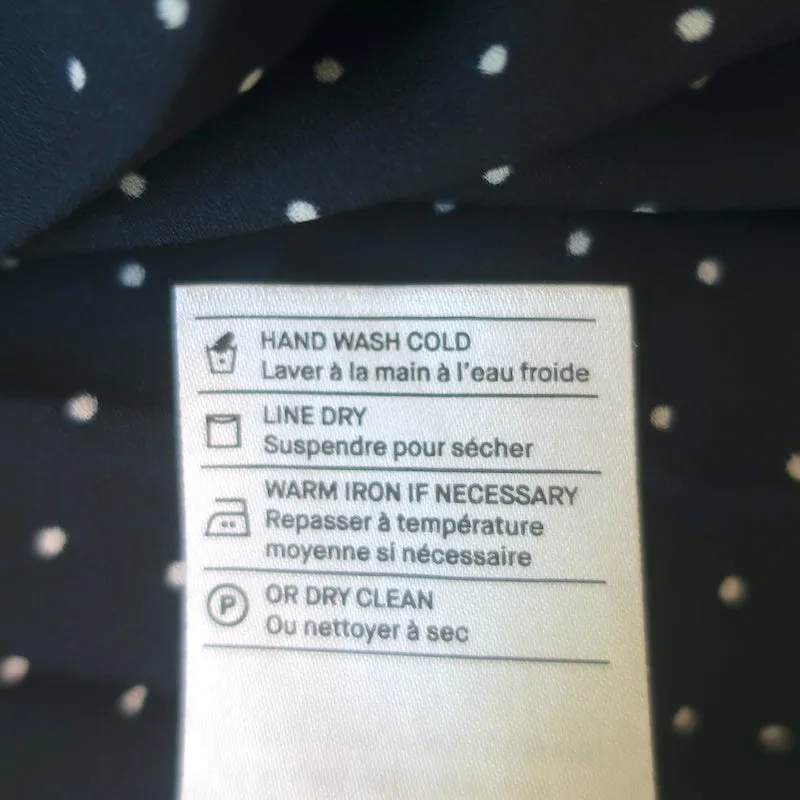 HAND WASH COLD
Laver à la main à l'eau froide
LINE DRY
Suspendre pour sécher
WARM IRON IF NECESSARY
Repasser à température
moyenne si nécessaire
P
OR DRY CLEAN
Ou nettoyer à sec